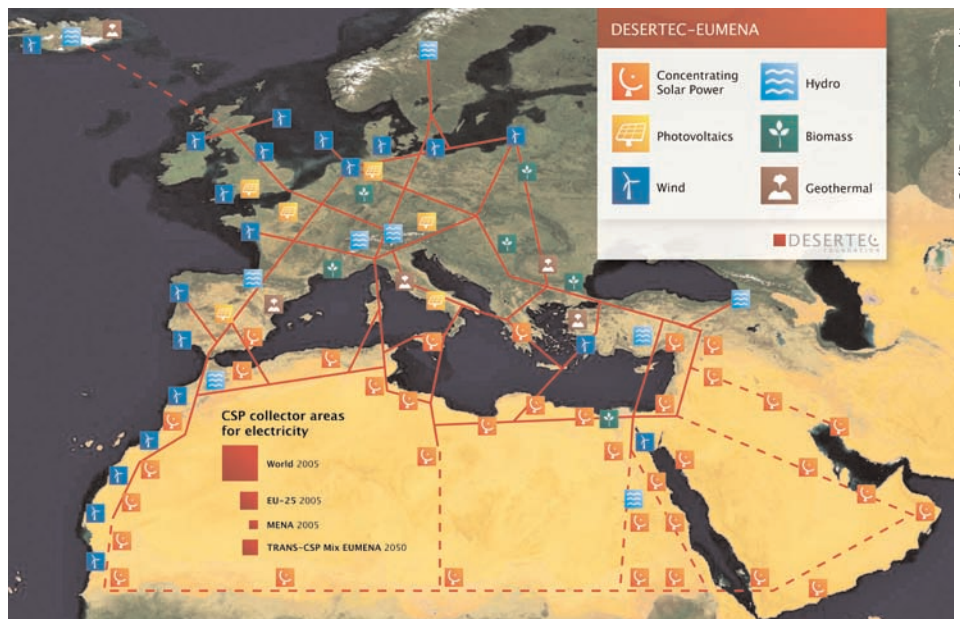 DESERTEC-EUMENA
Concentrating
Solar Power
Hydro
Photovoltaics
Biomass
Wind
Geothermal
DESERTEC
FOUNDATION
CSP collector areas
for electricity
World 2005
EU-25 2005
MENA 2005
TRANS-CSP Mix EUMENA 2050